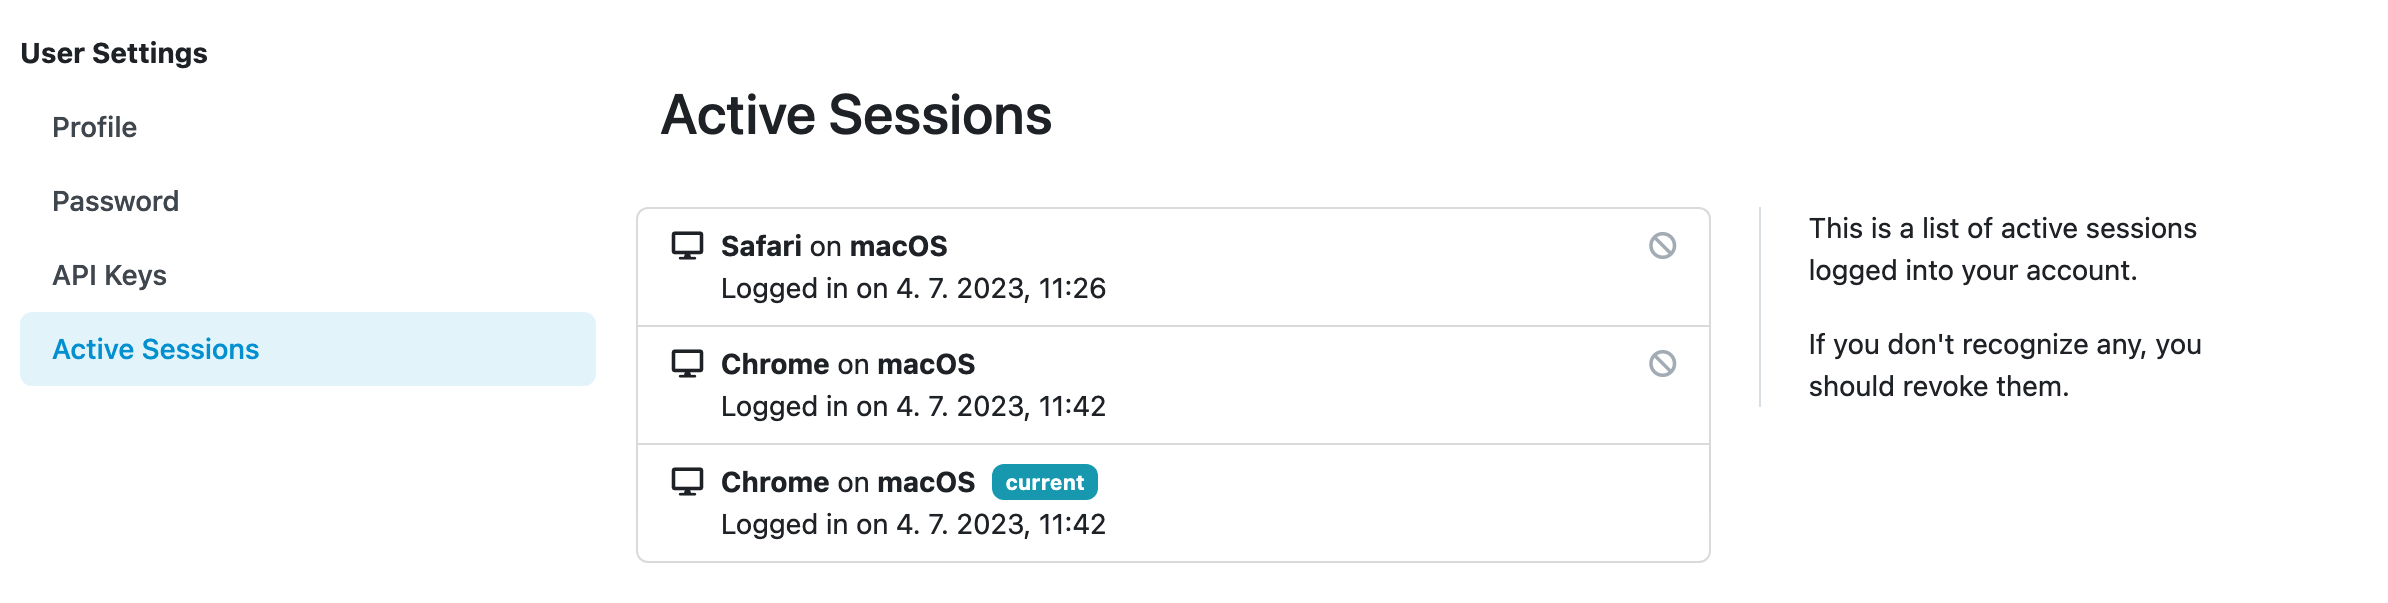 User Settings
Profile
Password
API Keys
Active Sessions
Active Sessions
Safari on macOS
Logged in on 4. 7. 2023, 11:26
Chrome on macOS
Logged in on 4. 7. 2023, 11:42
Chrome on macOS current
Logged in on 4. 7. 2023, 11:42
This is a list of active sessions
logged into your account.
If you don't recognize any, you
should revoke them.